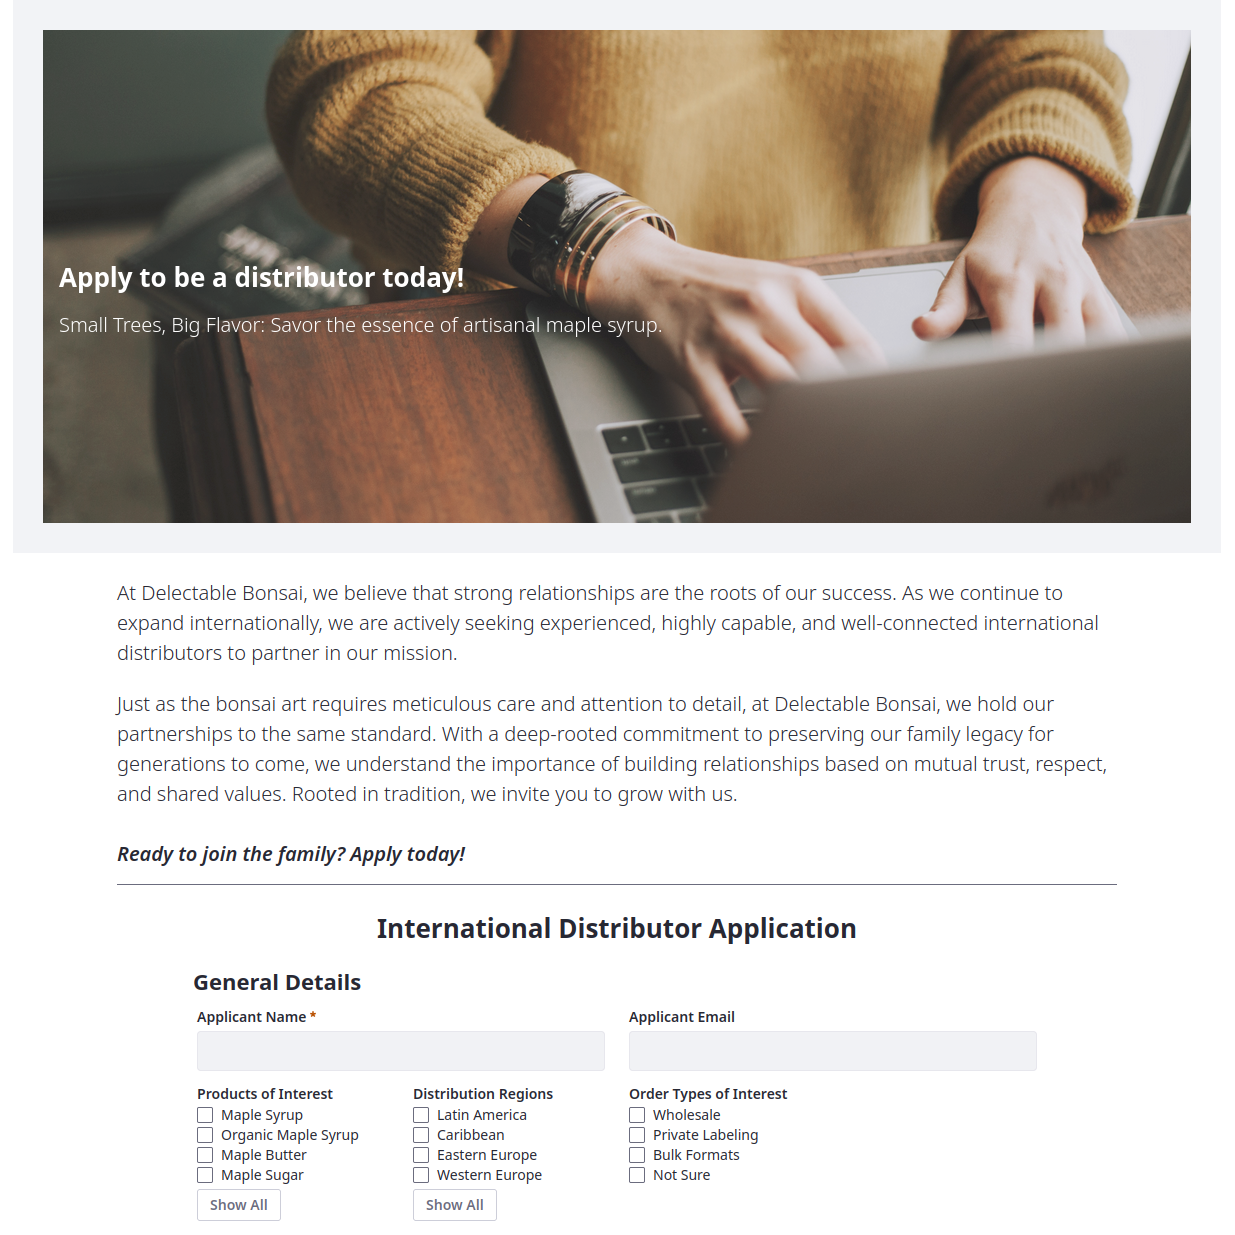 Apply to be a distributor today!
Small Trees, Big Flavor: Savor the essence of artisanal maple syrup.
At Delectable Bonsai, we believe that strong relationships are the roots of our success. As we continue to
expand internationally, we are actively seeking experienced, highly capable, and well-connected international
distributors to partner in our mission.
Just as the bonsai art requires meticulous care and attention to detail, at Delectable Bonsai, we hold our
partnerships to the same standard. With a deep-rooted commitment to preserving our family legacy for
generations to come, we understand the importance of building relationships based on mutual trust, respect,
and shared values. Rooted in tradition, we invite you to grow with us.
Ready to join the family? Apply today!
International Distributor Application
General Details
Applicant Name *
Applicant Email
Products of Interest
Maple Syrup
Organic Maple Syrup
Maple Butter
Maple Sugar
Show All
Distribution Regions
Latin America
Caribbean
Eastern Europe
Western Europe
Show All
Order Types of Interest
Wholesale
Private Labeling
Bulk Formats
Not Sure